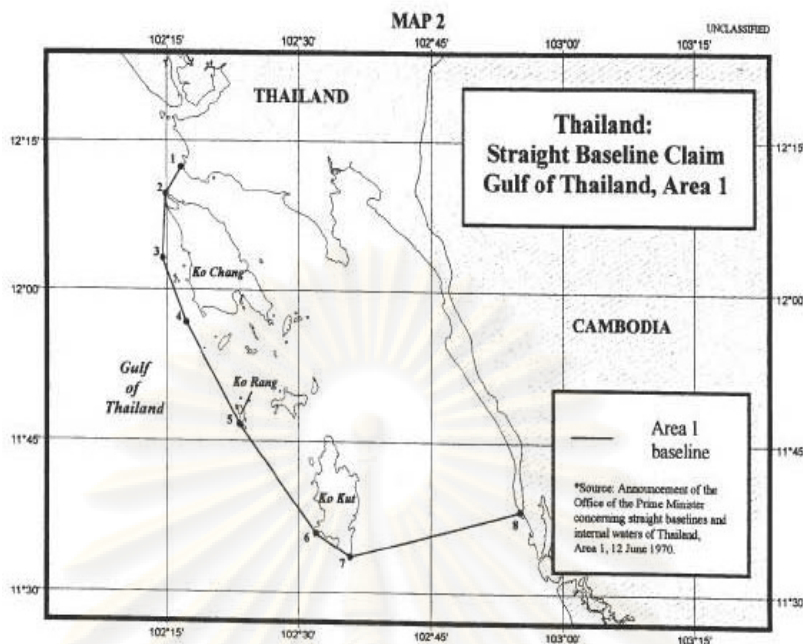 MAP 2
UNCLASSIFIED
102°15' 102°30' 102°45' 103°00' 103°15'
THAILAND
Thailand:
Straight Baseline Claim
Gulf of Thailand, Area 1
12°15' 12°15'
1
2
3
Ko Chang
12°00' 12°00'
4
CAMBODIA
Gulf
of
Thailand
Ko Rang
5
11°45' 11°45'
Area 1
baseline
Ko Kut
*Source: Announcement of the
Office of the Prime Minister
concerning straight baselines and
internal waters of Thailand,
Area 1, 12 June 1970.
6
7
8
11°30' 11°30'
102°15' 102°30' 102°45' 103°00' 103°15'